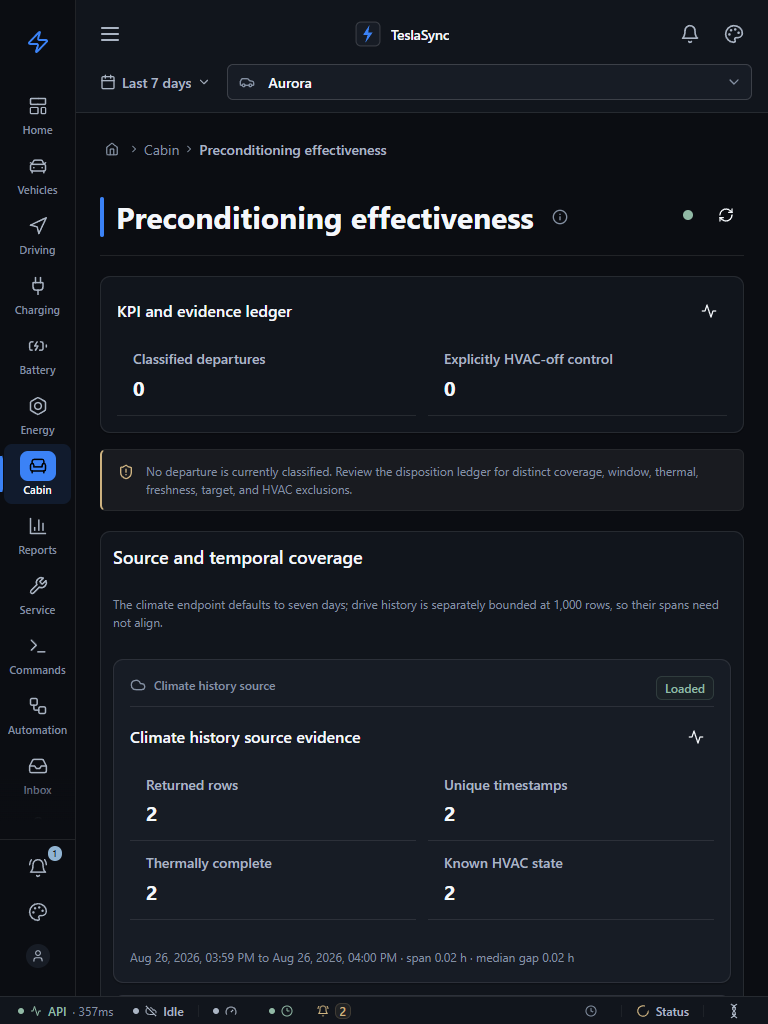 TeslaSync
Last 7 days
Aurora
Home
Vehicles
Driving
Charging
Battery
Energy
Cabin
Reports
Service
Commands
Automation
Inbox
1
Cabin
Preconditioning effectiveness
Preconditioning effectiveness
KPI and evidence ledger
Classified departures
Explicitly HVAC-off control
0
0
No departure is currently classified. Review the disposition ledger for distinct coverage, window, thermal,
freshness, target, and HVAC exclusions.
Source and temporal coverage
The climate endpoint defaults to seven days; drive history is separately bounded at 1,000 rows, so their spans need
not align.
Climate history source
Loaded
Climate history source evidence
Returned rows
Unique timestamps
2
2
Thermally complete
Known HVAC state
2
2
Aug 26, 2026, 03:59 PM to Aug 26, 2026, 04:00 PM · span 0.02 h · median gap 0.02 h
API · 357ms
Idle
2
Status